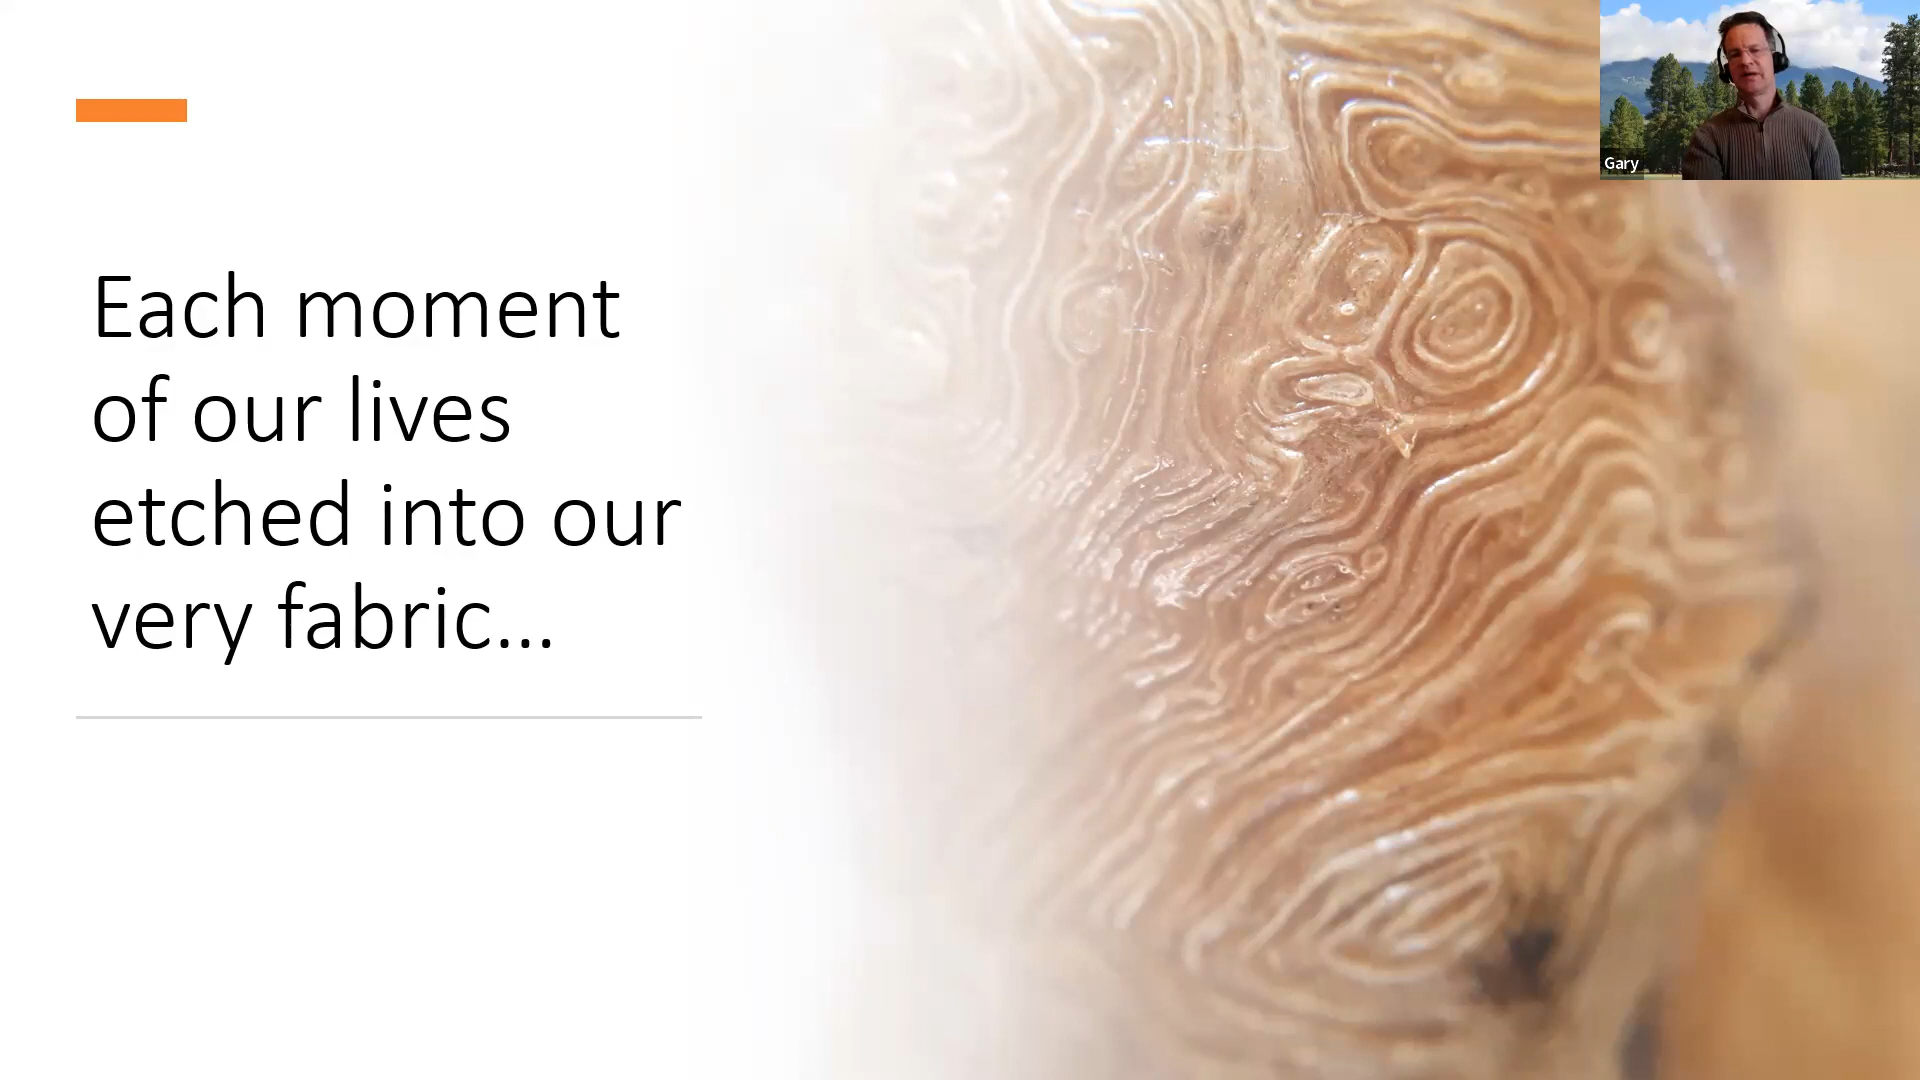 Each moment
of our lives
etched into our
very fabric...
Gary